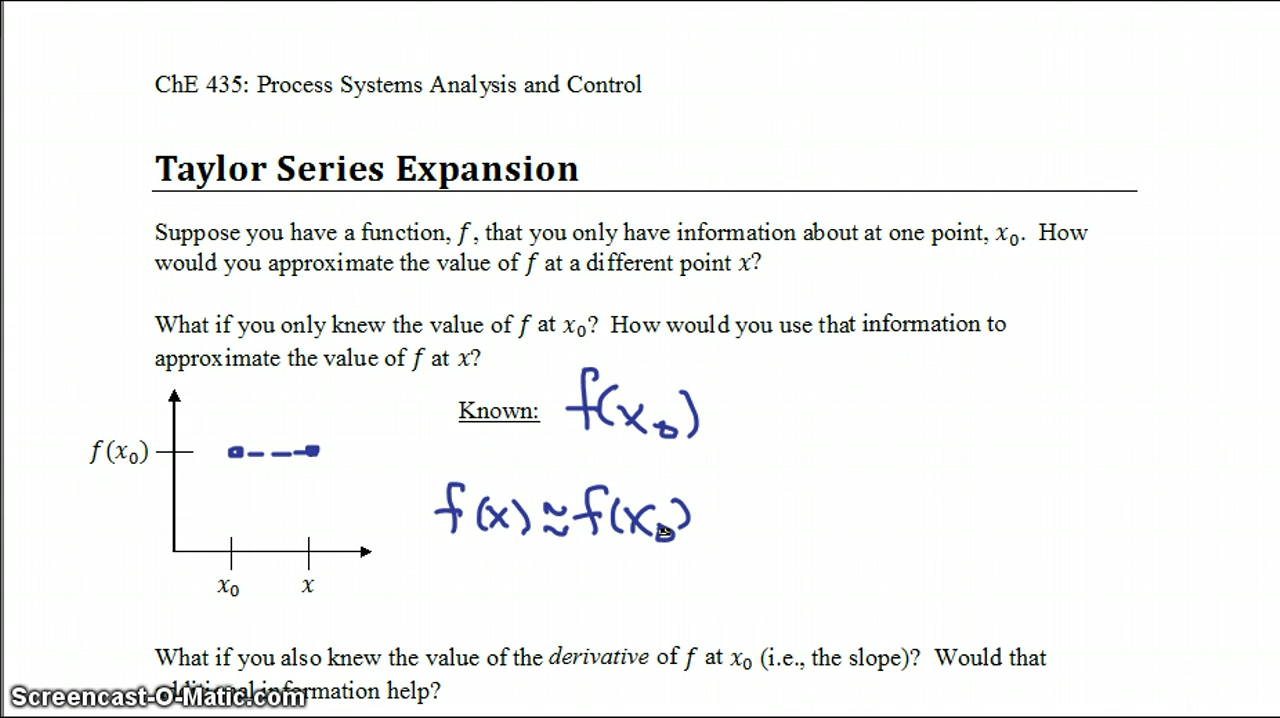 ChE 435: Process Systems Analysis and Control
Taylor Series Expansion
Suppose you have a function, f, that you only have information about at one point, x₀. How
would you approximate the value of f at a different point x?
What if you only knew the value of f at x₀? How would you use that information to
approximate the value of f at x?
Known: f(x₀)
f(x₀)
f(x)≈f(x₀)
x₀ x
What if you also knew the value of the derivative of f at x₀ (i.e., the slope)? Would that
additional information help?
Screencast-O-Matic.com